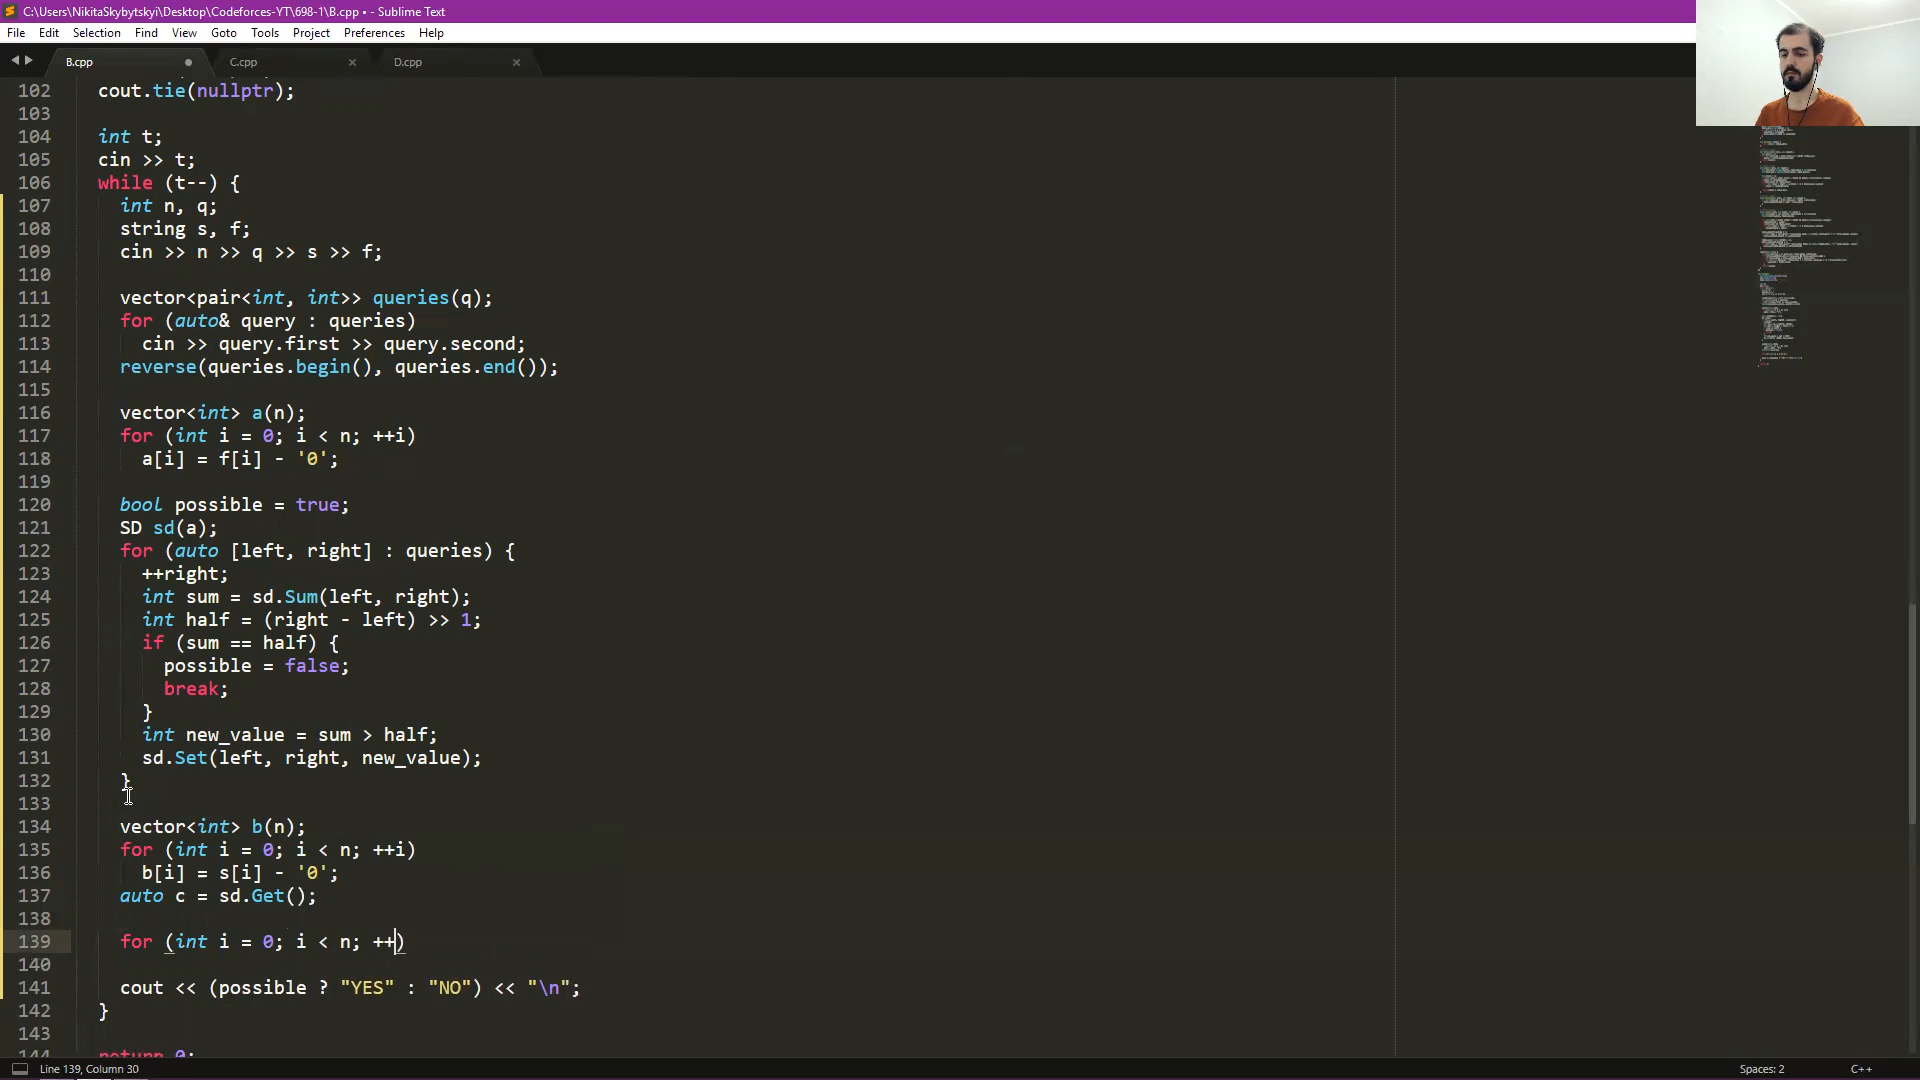 C:\Users\NikitaSkybytskyi\Desktop\Codeforces-YT\698-1\B.cpp • - Sublime Text
File Edit Selection Find View Goto Tools Project Preferences Help
B.cpp C.cpp D.cpp
102 cout.tie(nullptr);
103
104 int t;
105 cin >> t;
106 while (t--) {
107 int n, q;
108 string s, f;
109 cin >> n >> q >> s >> f;
110
111 vector<pair<int, int>> queries(q);
112 for (auto& query : queries)
113 cin >> query.first >> query.second;
114 reverse(queries.begin(), queries.end());
115
116 vector<int> a(n);
117 for (int i = 0; i < n; ++i)
118 a[i] = f[i] - '0';
119
120 bool possible = true;
121 SD sd(a);
122 for (auto [left, right] : queries) {
123 ++right;
124 int sum = sd.Sum(left, right);
125 int half = (right - left) >> 1;
126 if (sum == half) {
127 possible = false;
128 break;
129 }
130 int new_value = sum > half;
131 sd.Set(left, right, new_value);
132 }
133
134 vector<int> b(n);
135 for (int i = 0; i < n; ++i)
136 b[i] = s[i] - '0';
137 auto c = sd.Get();
138
139 for (int i = 0; i < n; ++)
140
141 cout << (possible ? "YES" : "NO") << "\n";
142 }
143
144 return 0;
Line 139, Column 30 Spaces: 2 C++